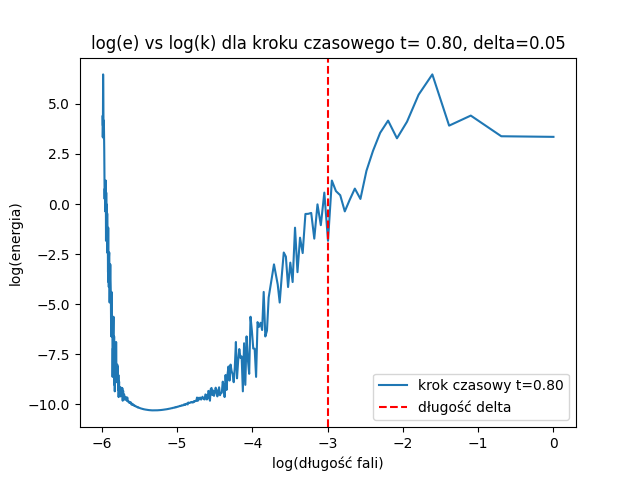 log(e) vs log(k) dla kroku czasowego t= 0.80, delta=0.05
5.0
2.5
0.0
−2.5
−5.0
−7.5
−10.0
log(energia)
krok czasowy t=0.80
długość delta
−6
−5
−4
−3
−2
−1
0
log(długość fali)